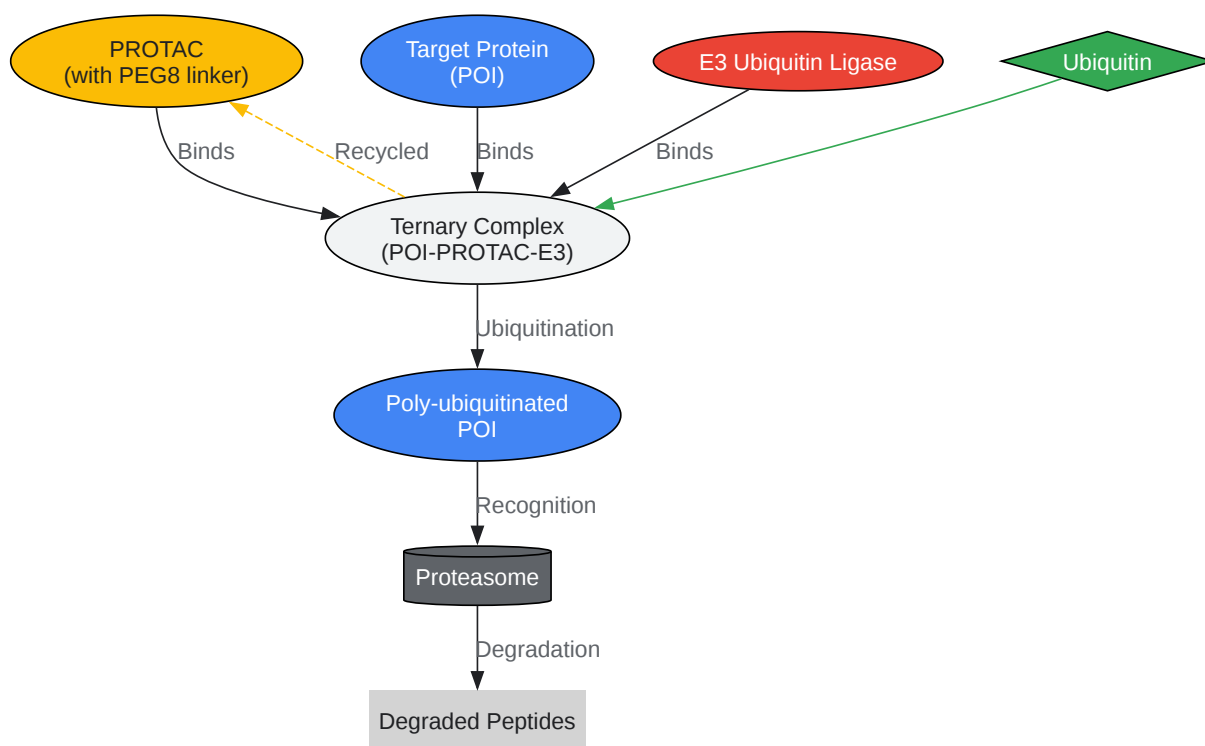 PROTAC
(with PEG8 linker)
Target Protein
(POI)
E3 Ubiquitin Ligase
Ubiquitin
Binds
Recycled
Binds
Binds
Ternary Complex
(POI-PROTAC-E3)
Ubiquitination
Poly-ubiquitinated
POI
Recognition
Proteasome
Degradation
Degraded Peptides